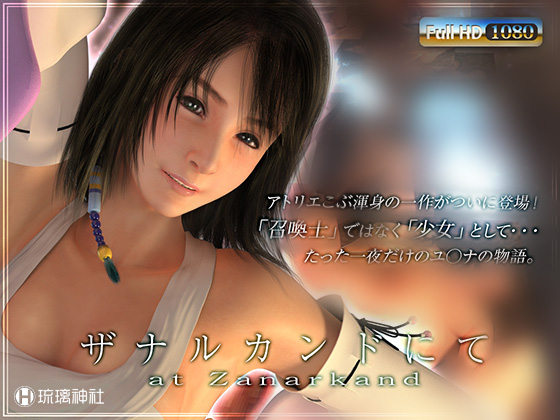 Full HD 1080
アトリエこぶ渾身の一作がついに登場!
「召喚士」ではなく「少女」として・・・
たった一夜だけのユ〇ナの物語。
ザナルカンドにて
at Zanarkand
琉璃神社